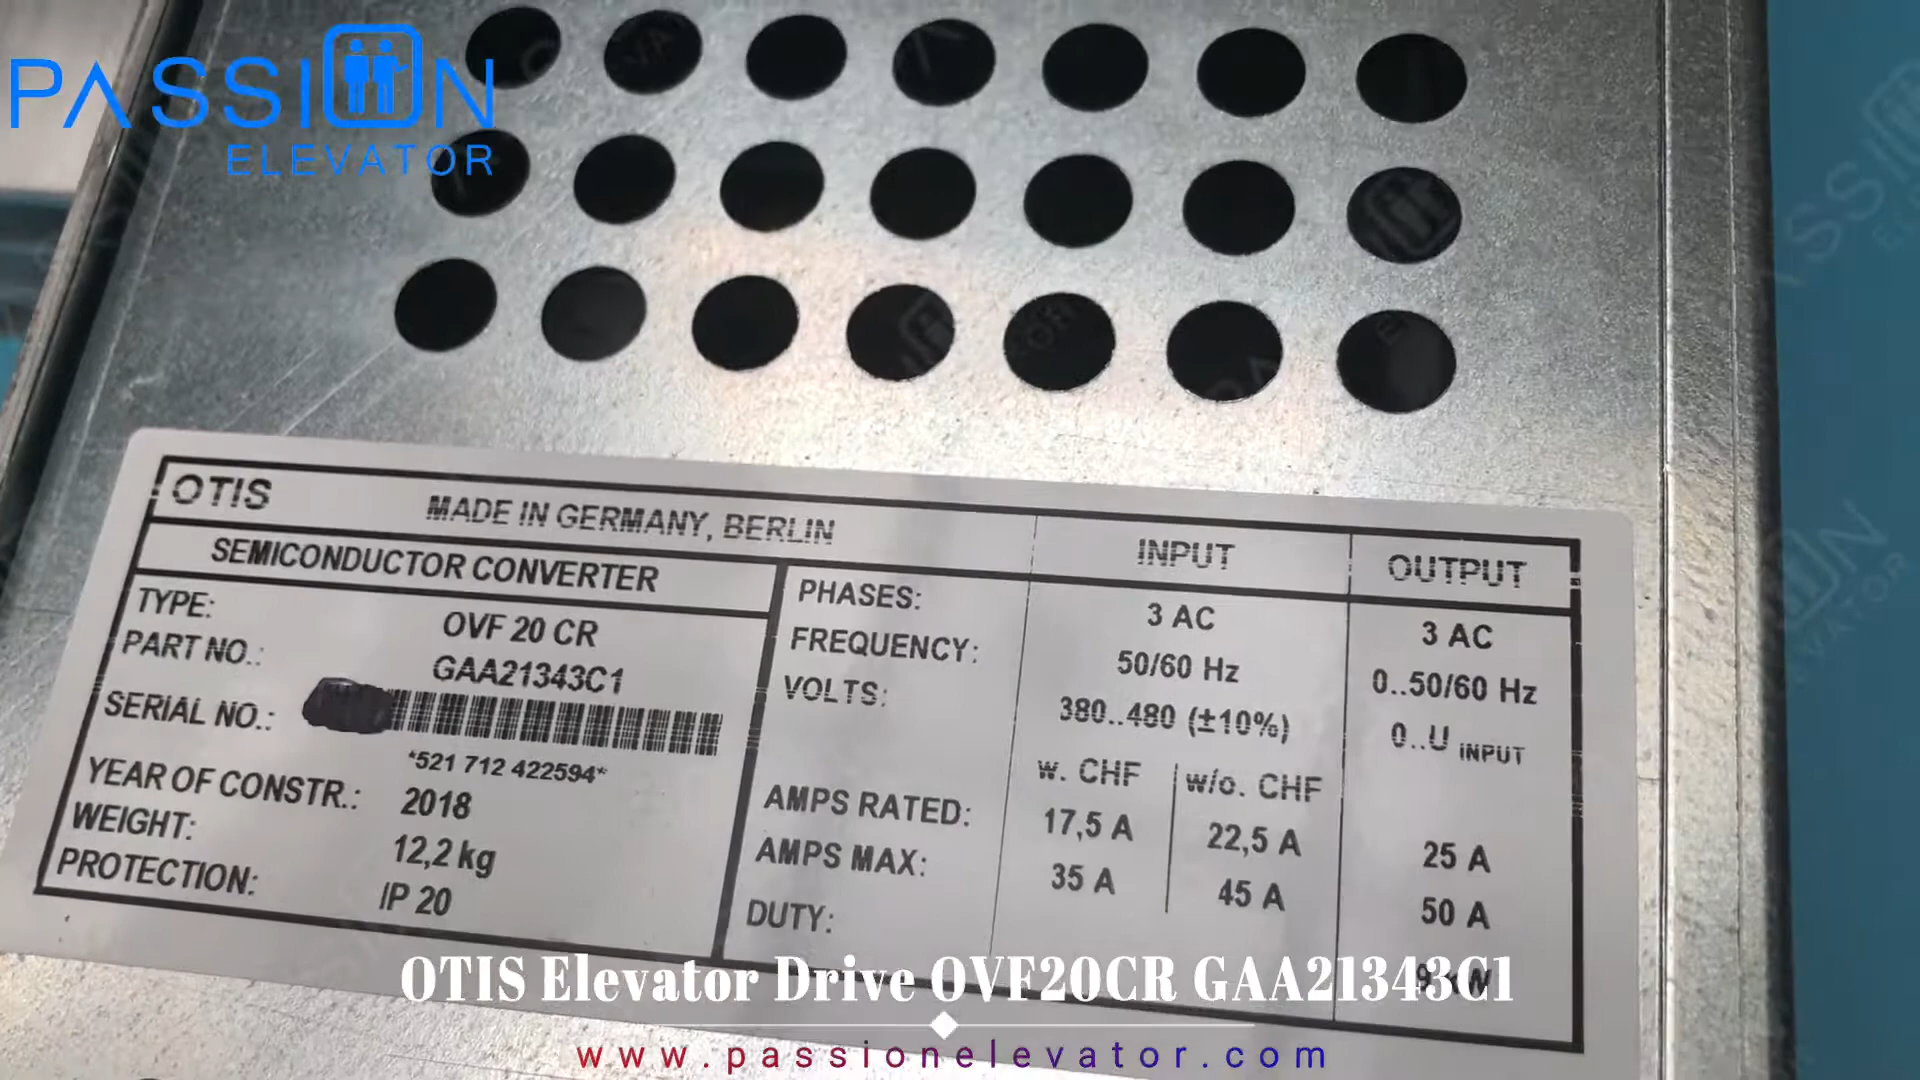 PASSION
ELEVATOR
OTIS MADE IN GERMANY, BERLIN INPUT OUTPUT
SEMICONDUCTOR CONVERTER
TYPE: OVF 20 CR
PART NO.: GAA21343C1
SERIAL NO.:
*521 712 422594*
YEAR OF CONSTR.: 2018
WEIGHT: 12,2 kg
PROTECTION: IP 20
PHASES: 3 AC 3 AC
FREQUENCY: 50/60 Hz 0..50/60 Hz
VOLTS: 380..480 (±10%) 0..U INPUT
w. CHF w/o. CHF
AMPS RATED: 17,5 A 22,5 A 25 A
AMPS MAX: 35 A 45 A 50 A
DUTY:
OTIS Elevator Drive OVF20CR GAA21343C1
www.passionelevator.com